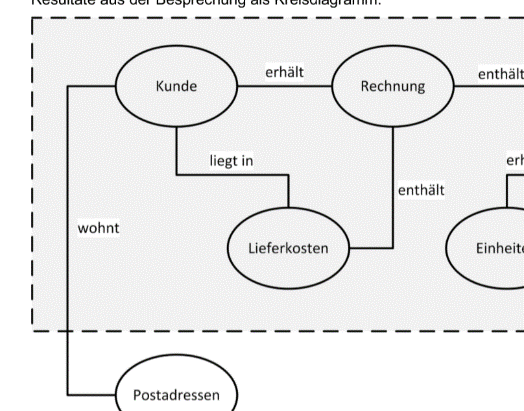 Resultate aus der Besprechung als Kreisdiagramm.
Kunde
erhält
Rechnung
enthält
liegt in
enthält
wohnt
Lieferkosten
Postadressen